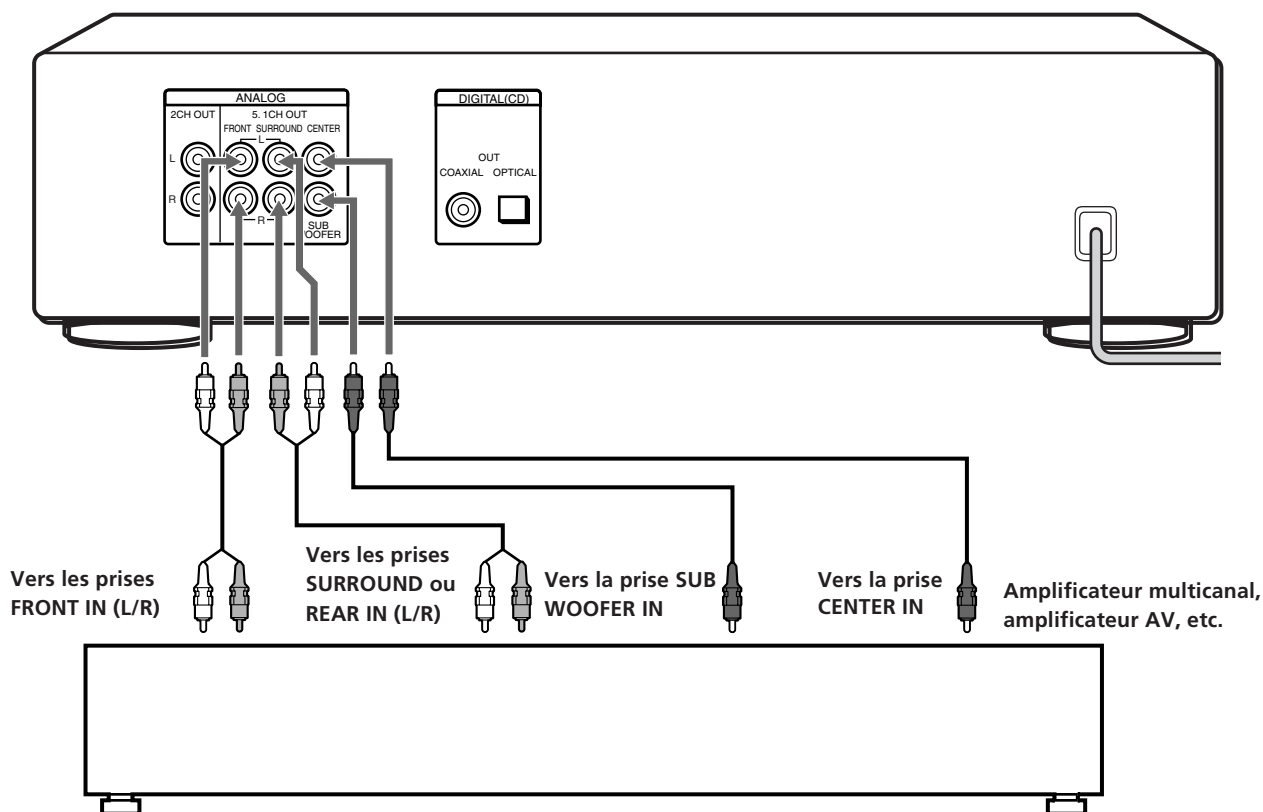 ANALOG
2CH OUT
5. 1CH OUT
FRONT SURROUND CENTER
L
L
R
R
SUB
WOOFER
DIGITAL(CD)
OUT
COAXIAL OPTICAL
Vers les prises
FRONT IN (L/R)
Vers les prises
SURROUND ou
REAR IN (L/R)
Vers la prise SUB
WOOFER IN
Vers la prise
CENTER IN
Amplificateur multicanal,
amplificateur AV, etc.